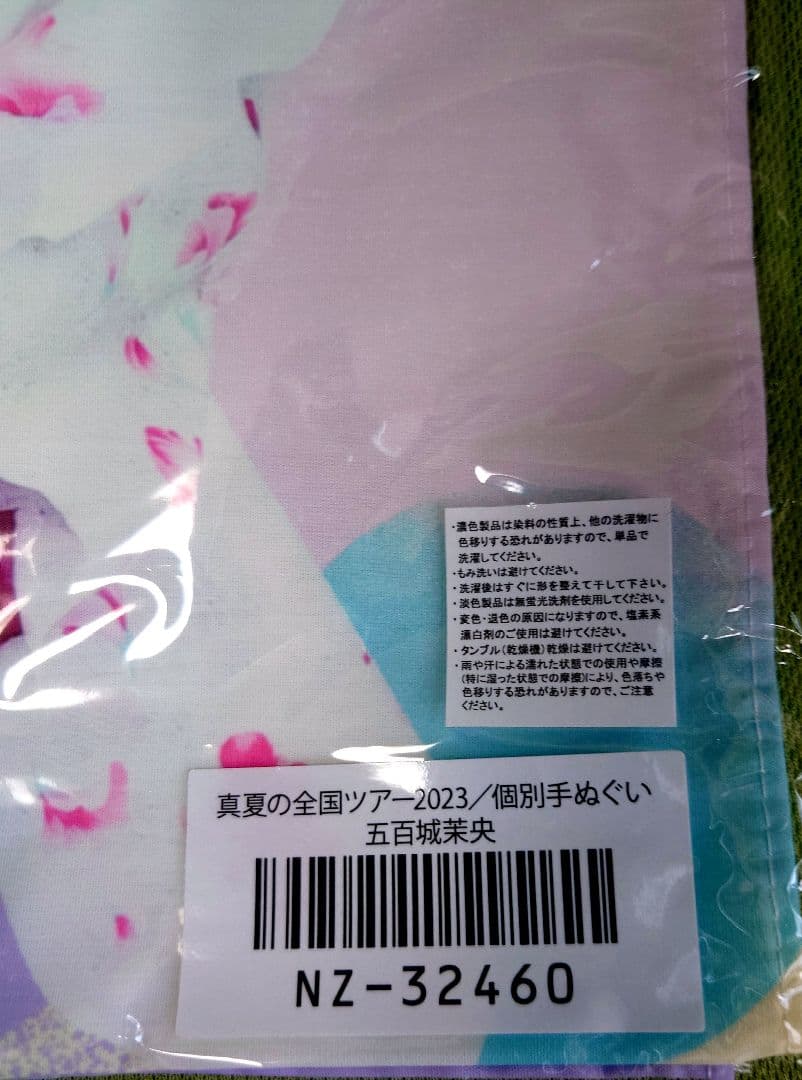 ・濃色製品は染料の性質上、他の洗濯物に
色移りする恐れがありますので、単品で
洗濯してください。
・もみ洗いは避けてください。
・洗濯後はすぐに形を整えて干して下さい。
・淡色製品は無蛍光洗剤を使用してください。
・変色・退色の原因になりますので、塩素系
漂白剤のご使用は避けてください。
・タンブル(乾燥機)乾燥は避けてください。
・雨や汗による濡れた状態での使用や摩擦
(特に湿った状態での摩擦)により、色落ちや
色移りする恐れがありますので、ご注意
ください。
真夏の全国ツアー2023／個別手ぬぐい
五百城茉央
NZ-32460